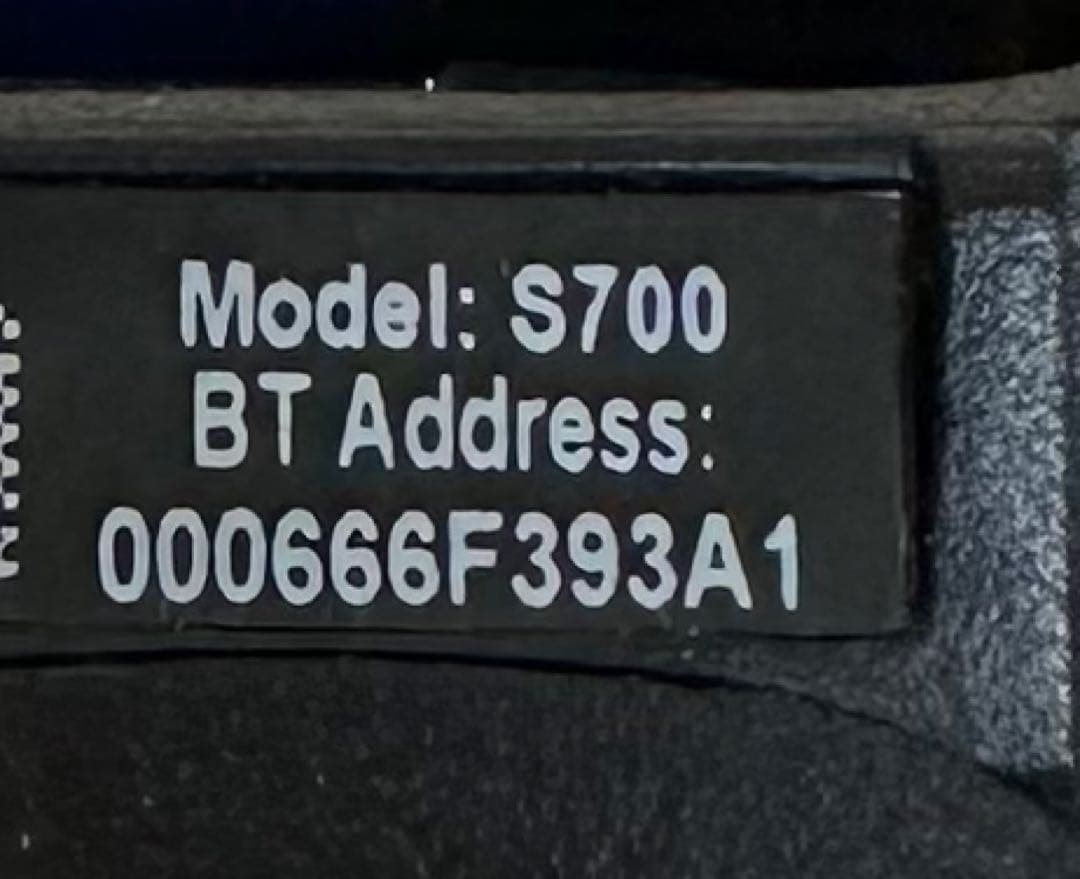 Model: S700
BT Address:
000666F393A1